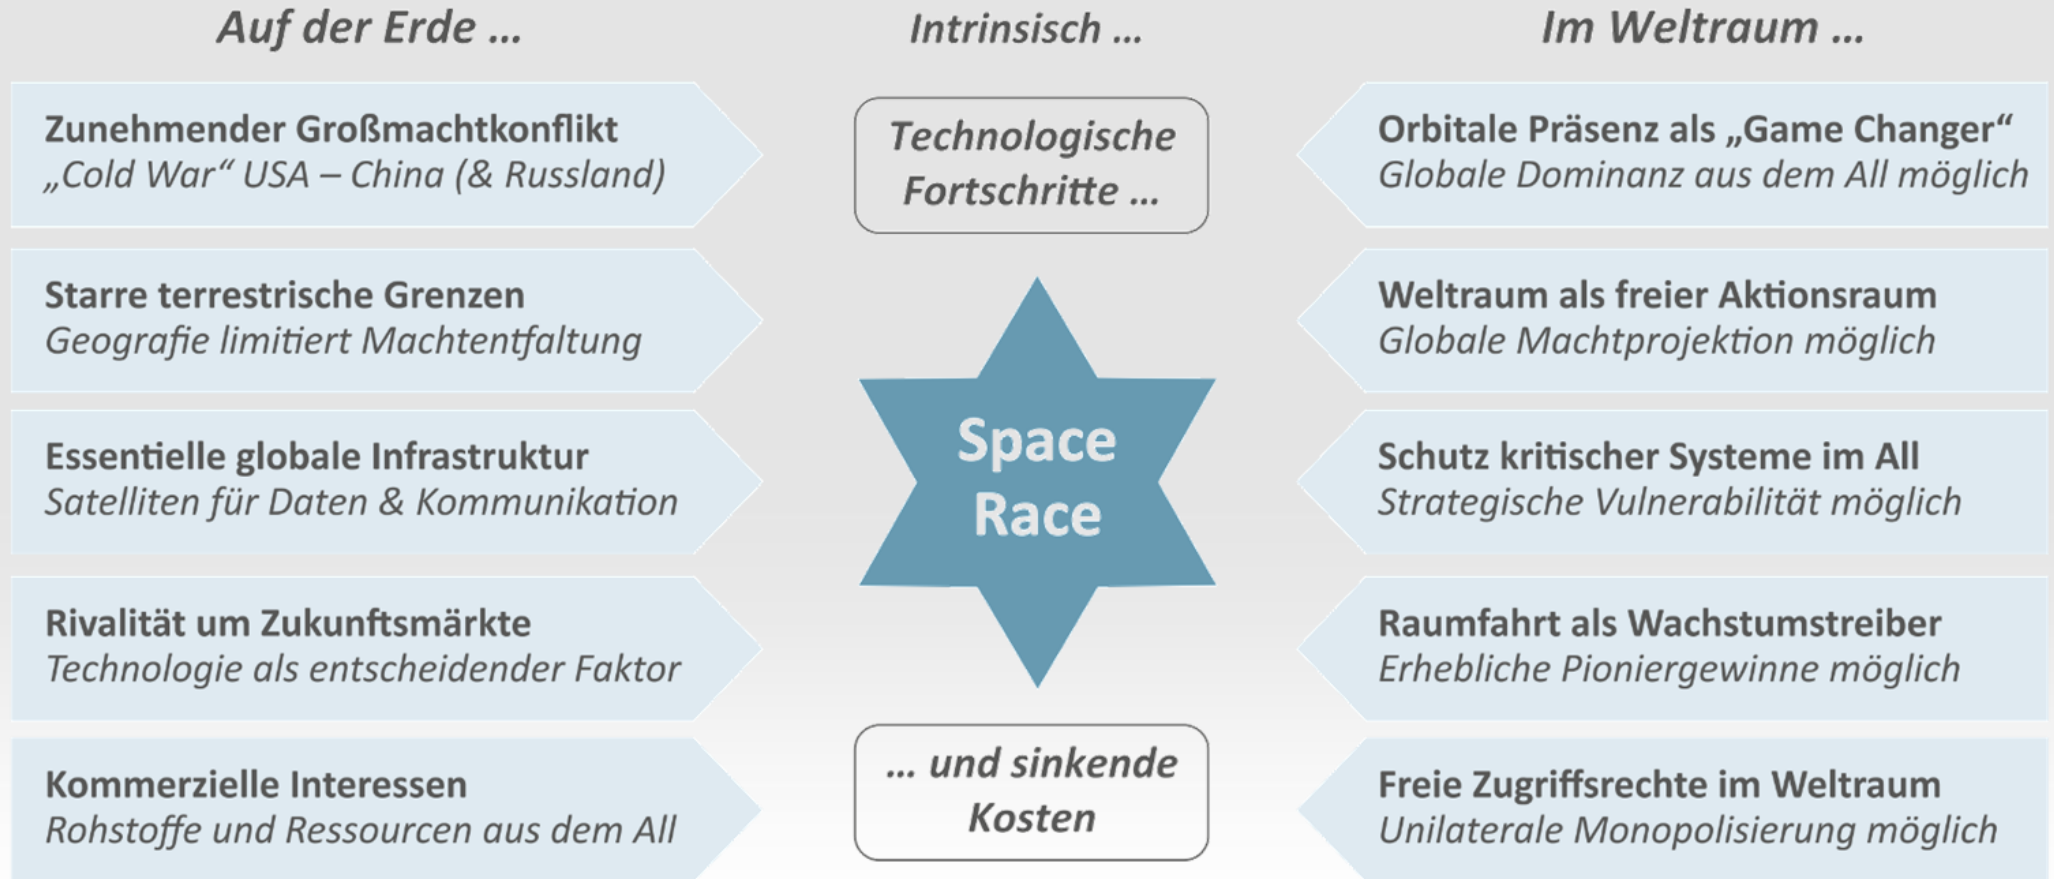 Auf der Erde …
Zunehmender Großmachtkonflikt
„Cold War“ USA – China (& Russland)
Starre terrestrische Grenzen
Geografie limitiert Machtentfaltung
Essentielle globale Infrastruktur
Satelliten für Daten & Kommunikation
Rivalität um Zukunftsmärkte
Technologie als entscheidender Faktor
Kommerzielle Interessen
Rohstoffe und Ressourcen aus dem All
Intrinsisch …
Technologische
Fortschritte …
Space
Race
… und sinkende
Kosten
Im Weltraum …
Orbitale Präsenz als „Game Changer“
Globale Dominanz aus dem All möglich
Weltraum als freier Aktionsraum
Globale Machtprojektion möglich
Schutz kritischer Systeme im All
Strategische Vulnerabilität möglich
Raumfahrt als Wachstumstreiber
Erhebliche Pioniergewinne möglich
Freie Zugriffsrechte im Weltraum
Unilaterale Monopolisierung möglich